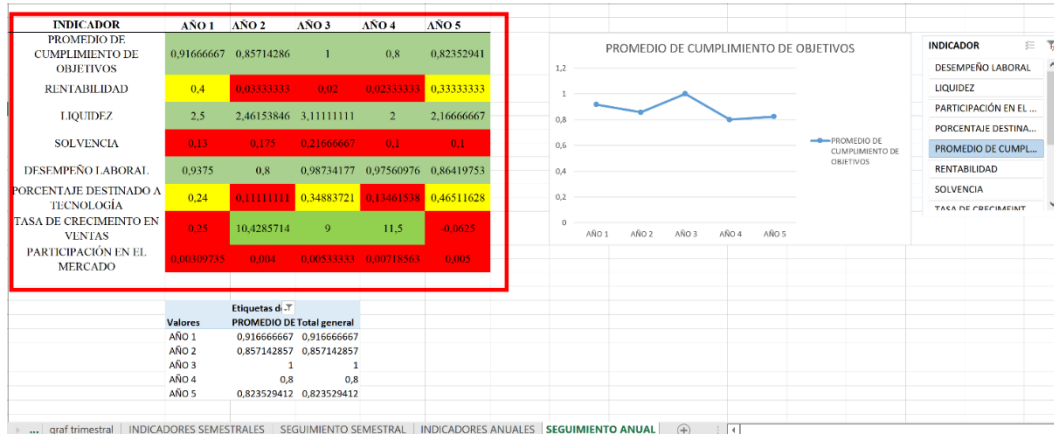 INDICADOR AÑO 1 AÑO 2 AÑO 3 AÑO 4 AÑO 5
PROMEDIO DE
CUMPLIMIENTO DE
OBJETIVOS
0,91666667 0,85714286 1 0,8 0,82352941
RENTABILIDAD 0,4 0,03333333 0,02 0,02333333 0,33333333
LIQUIDEZ 2,5 2,46153846 3,11111111 2 2,16666667
SOLVENCIA 0,13 0,175 0,21666667 0,1 0,1
DESEMPEÑO LABORAL 0,9375 0,8 0,98734177 0,97560976 0,86419753
PORCENTAJE DESTINADO A
TECNOLOGÍA
0,24 0,11111111 0,34883721 0,13461538 0,46511628
TASA DE CRECIMEINTO EN
VENTAS
0,25 10,4285714 9 11,5 -0,0625
PARTICIPACIÓN EN EL
MERCADO
0,00309735 0,004 0,00533333 0,00718563 0,005
PROMEDIO DE CUMPLIMIENTO DE OBJETIVOS
1,2
1
0,8
0,6
0,4
0,2
0
AÑO 1 AÑO 2 AÑO 3 AÑO 4 AÑO 5
PROMEDIO DE
CUMPLIMIENTO DE
OBJETIVOS
INDICADOR
DESEMPEÑO LABORAL
LIQUIDEZ
PARTICIPACIÓN EN EL ...
PORCENTAJE DESTINA...
PROMEDIO DE CUMPL...
RENTABILIDAD
SOLVENCIA
TASA DE CRECIMEINT
Etiquetas d
Valores PROMEDIO DE Total general
AÑO 1 0,916666667 0,916666667
AÑO 2 0,857142857 0,857142857
AÑO 3 1 1
AÑO 4 0,8 0,8
AÑO 5 0,823529412 0,823529412
... graf trimestral INDICADORES SEMESTRALES SEGUIMIENTO SEMESTRAL INDICADORES ANUALES SEGUIMIENTO ANUAL